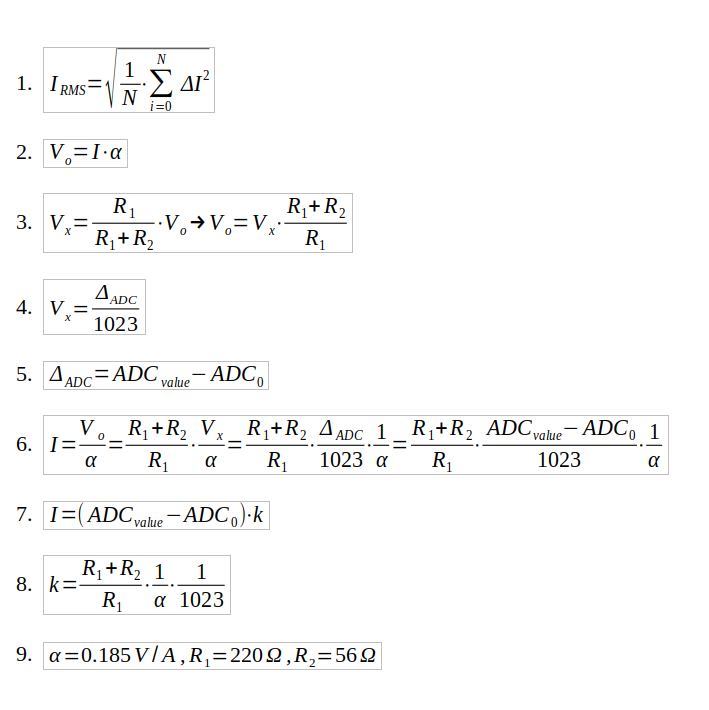 1. I_RMS = √(1/N · ∑_{i=0}^{N} ΔI²)
2. V_o = I · α
3. V_x = R₁/(R₁+R₂) · V_o → V_o = V_x · (R₁+R₂)/R₁
4. V_x = Δ_ADC/1023
5. Δ_ADC = ADC_value − ADC₀
6. I = V_o/α = (R₁+R₂)/R₁ · V_x/α = (R₁+R₂)/R₁ · Δ_ADC/1023 · 1/α = (R₁+R₂)/R₁ · (ADC_value − ADC₀)/1023 · 1/α
7. I = (ADC_value − ADC₀) · k
8. k = (R₁+R₂)/R₁ · 1/α · 1/1023
9. α = 0.185 V / A , R₁ = 220 Ω , R₂ = 56 Ω